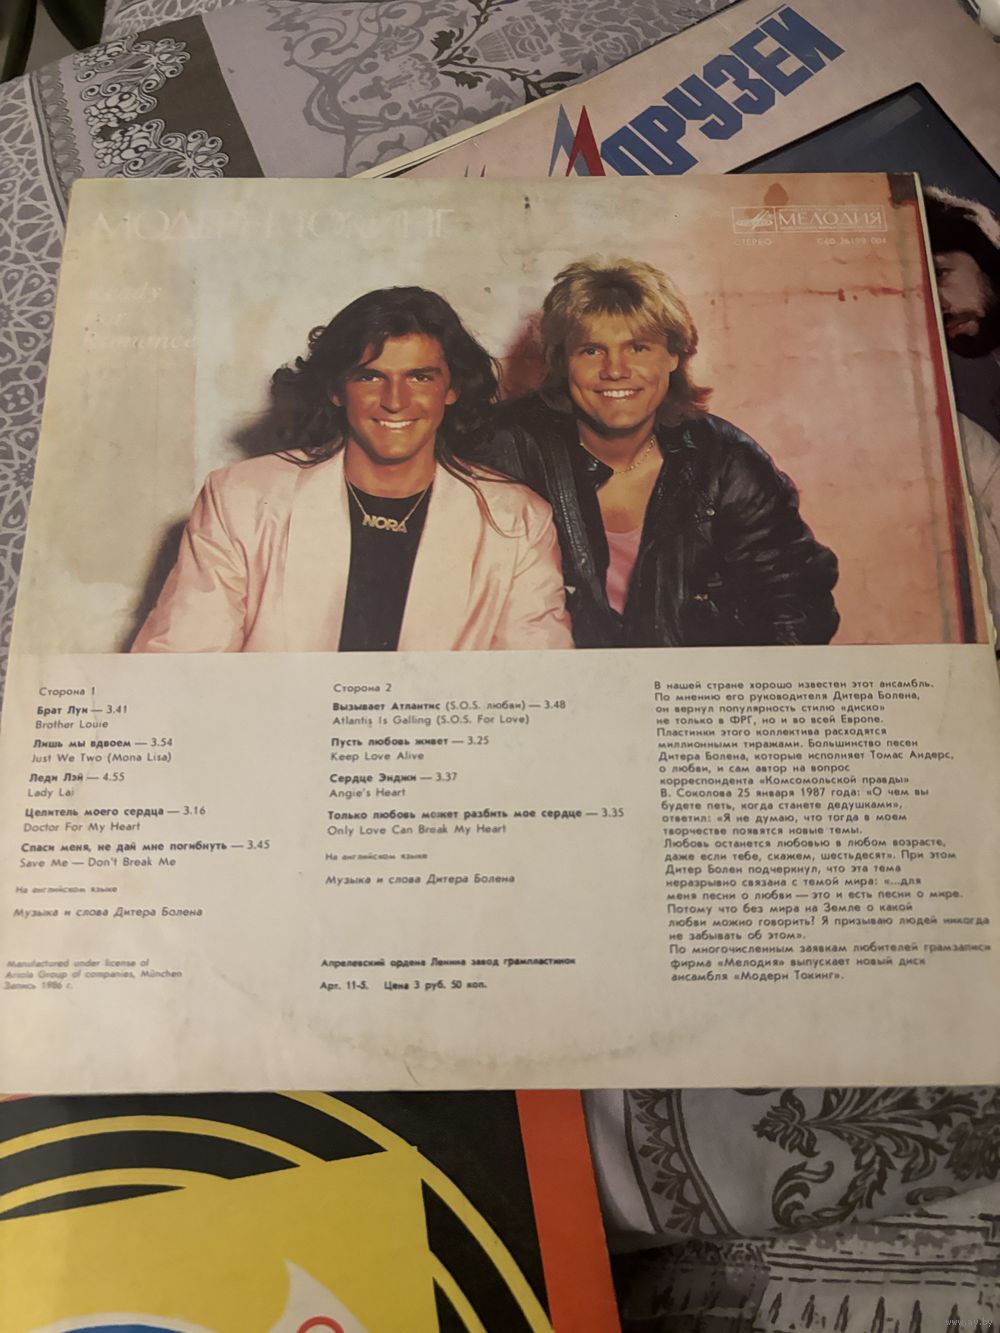 ДРУЗЕЙ
МОДЕРН ТОКИНГ
Ready
for
Romance
МЕЛОДИЯ
СТЕРЕО С60 26199 004
NORA
Сторона 1
Брат Луи — 3.41
Brother Louie
Лишь мы вдвоем — 3.54
Just We Two (Mona Lisa)
Леди Лэй — 4.55
Lady Lai
Целитель моего сердца — 3.16
Doctor For My Heart
Спаси меня, не дай мне погибнуть — 3.45
Save Me — Don't Break Me
На английском языке
Музыка и слова Дитера Болена
Manufactured under license of
Ariola Group of companies, München
Запись 1986 г.
Сторона 2
Вызывает Атлантис (S.O.S. любви) — 3.48
Atlantis Is Galling (S.O.S. For Love)
Пусть любовь живет — 3.25
Keep Love Alive
Сердце Энджи — 3.37
Angie's Heart
Только любовь может разбить мое сердце — 3.35
Only Love Can Break My Heart
На английском языке
Музыка и слова Дитера Болена
Апрелевский ордена Ленина завод грампластинок
Арт. 11-5. Цена 3 руб. 50 коп.
В нашей стране хорошо известен этот ансамбль.
По мнению его руководителя Дитера Болена,
он вернул популярность стилю «диско»
не только в ФРГ, но и во всей Европе.
Пластинки этого коллектива расходятся
миллионными тиражами. Большинство песен
Дитера Болена, которые исполняет Томас Андерс,
о любви, и сам автор на вопрос
корреспондента «Комсомольской правды»
В. Соколова 25 января 1987 года: «О чем вы
будете петь, когда станете дедушками»,
ответил: «Я не думаю, что тогда в моем
творчестве появятся новые темы.
Любовь останется любовью в любом возрасте,
даже если тебе, скажем, шестьдесят». При этом
Дитер Болен подчеркнул, что эта тема
неразрывно связана с темой мира: «...для
меня песни о любви — это и есть песни о мире.
Потому что без мира на Земле о какой
любви можно говорить? Я призываю людей никогда
не забывать об этом».
По многочисленным заявкам любителей грамзаписи
фирма «Мелодия» выпускает новый диск
ансамбля «Модерн Токинг».
www.ay.by